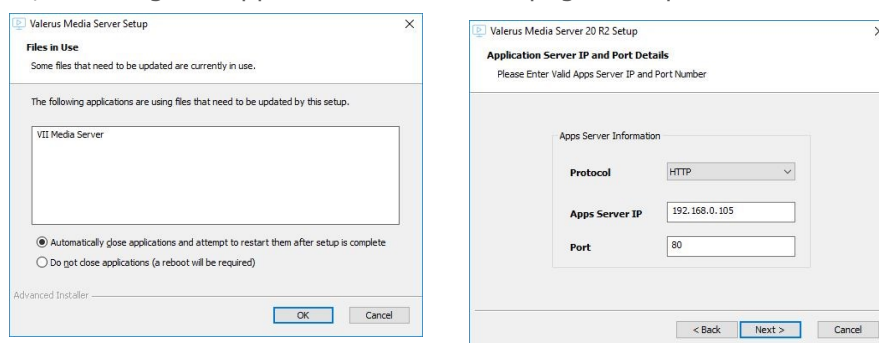 Valerus Media Server Setup
Files in Use
Some files that need to be updated are currently in use.
The following applications are using files that need to be updated by this setup.
VII Media Server
Automatically close applications and attempt to restart them after setup is complete
Do not close applications (a reboot will be required)
Advanced Installer
OK Cancel
Valerus Media Server 20 R2 Setup
Application Server IP and Port Details
Please Enter Valid Apps Server IP and Port Number
Apps Server Information
Protocol HTTP
Apps Server IP 192.168.0.105
Port 80
< Back Next > Cancel